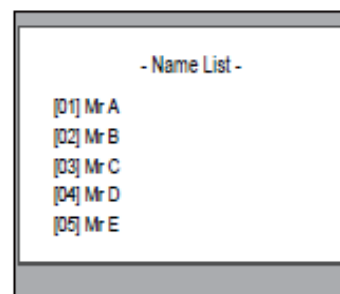 - Name List -
[01] Mr A
[02] Mr B
[03] Mr C
[04] Mr D
[05] Mr E